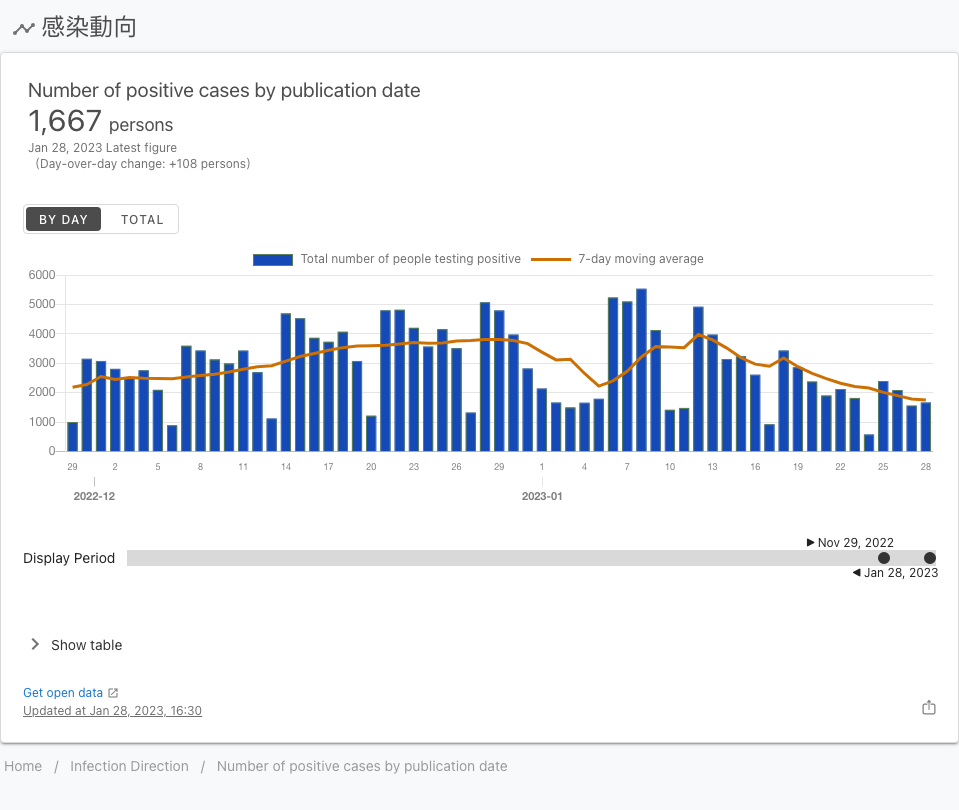 感染動向
Number of positive cases by publication date
1,667 persons
Jan 28, 2023 Latest figure
(Day-over-day change: +108 persons)
BY DAY TOTAL
Total number of people testing positive 7-day moving average
6000
5000
4000
3000
2000
1000
0
29 2 5 8 11 14 17 20 23 26 29 1 4 7 10 13 16 19 22 25 28
2022-12 2023-01
Nov 29, 2022
Display Period
Jan 28, 2023
Show table
Get open data
Updated at Jan 28, 2023, 16:30
Home / Infection Direction / Number of positive cases by publication date